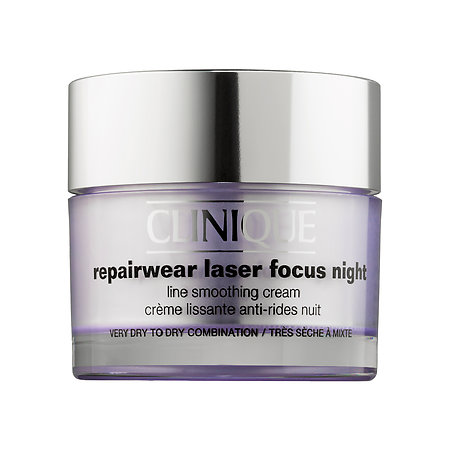 CLINIQUE
repairwear laser focus night
line smoothing cream
crème lissante anti-rides nuit
VERY DRY TO DRY COMBINATION / TRÈS SÈCHE À MIXTE